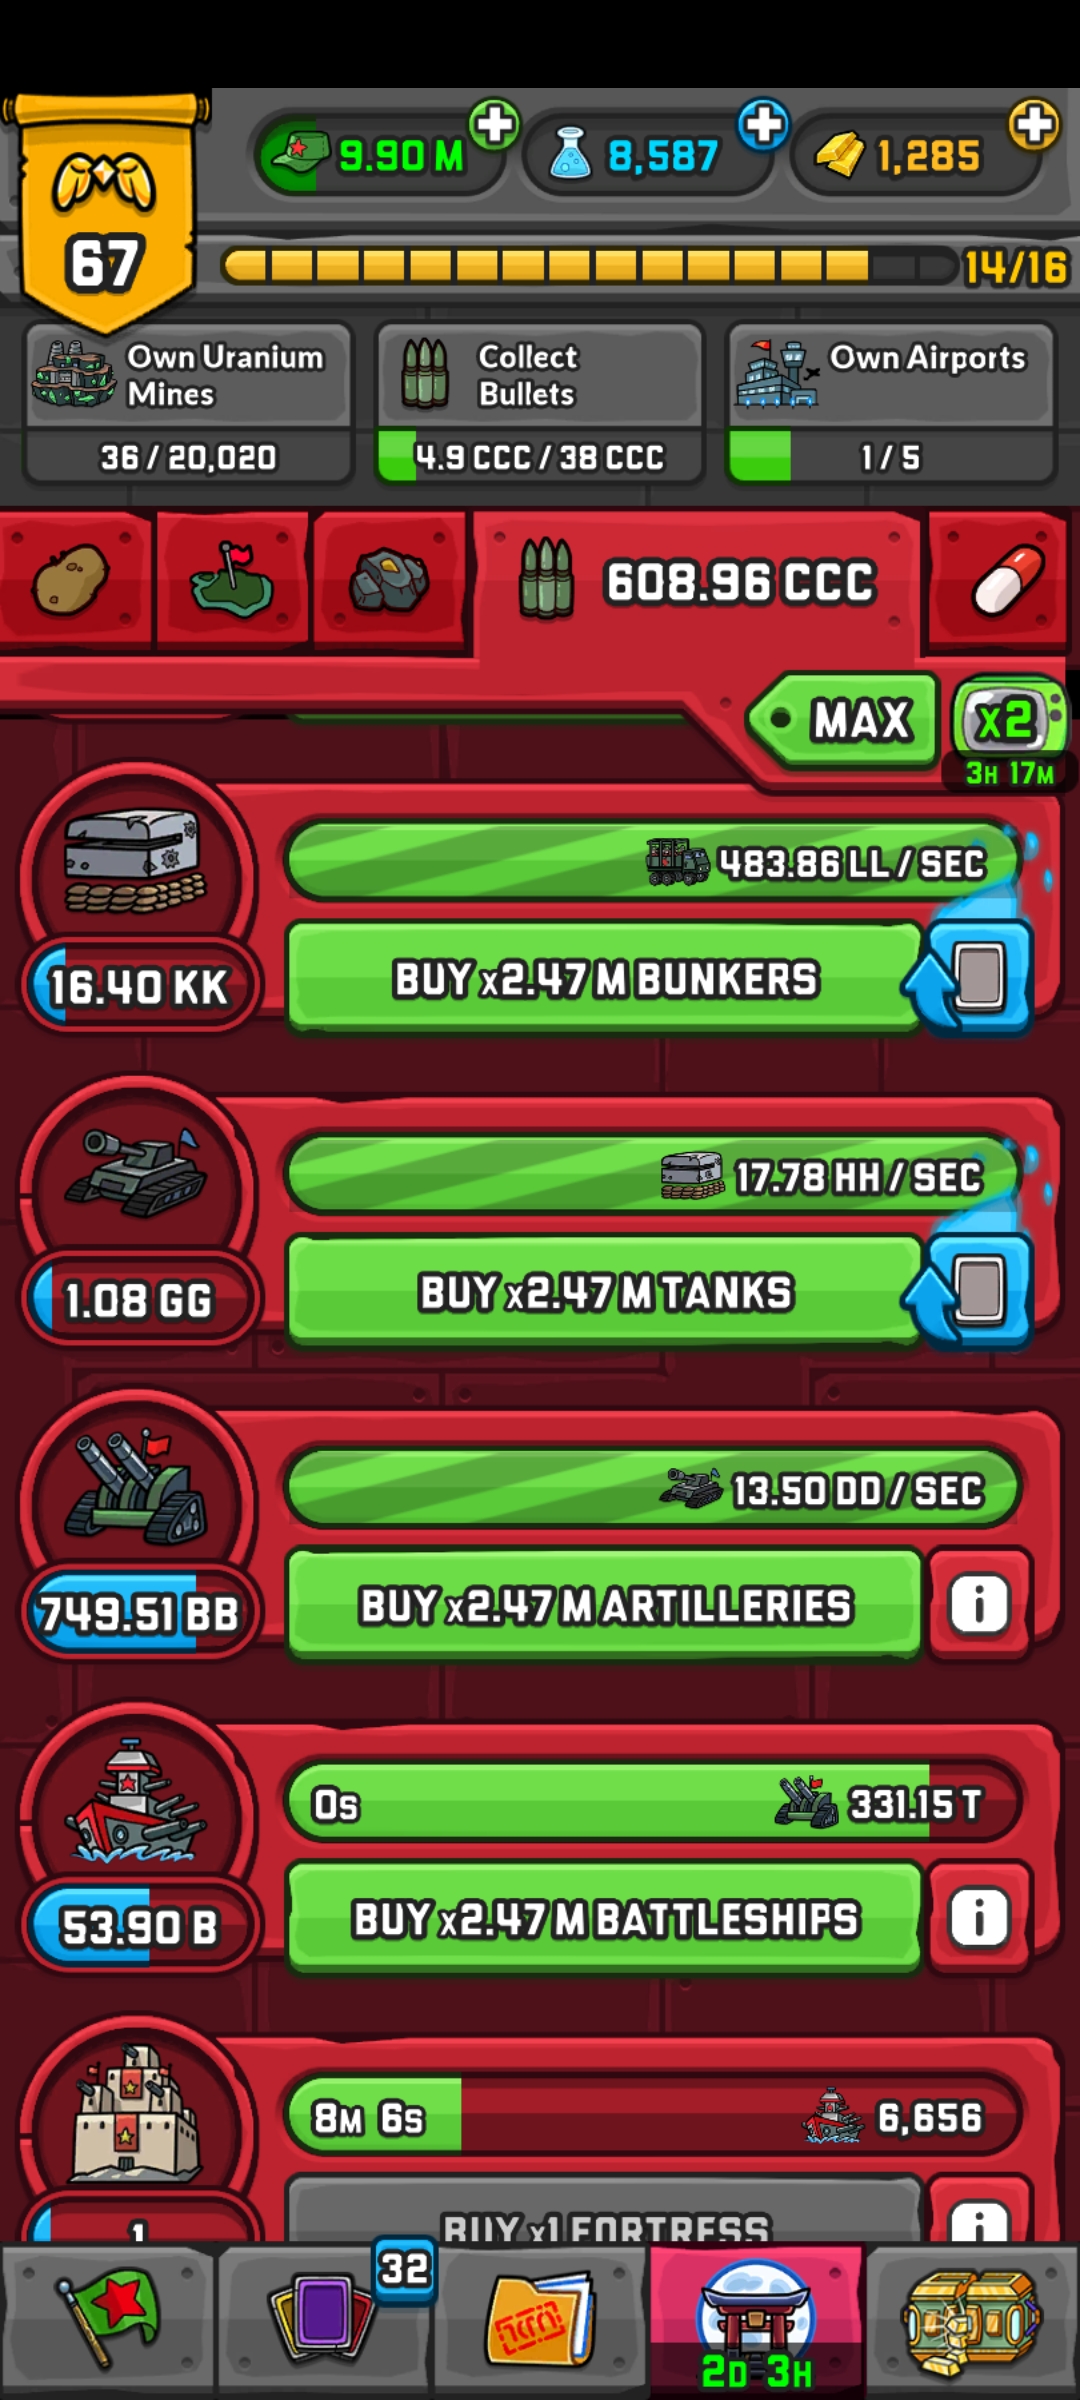 9.90 M
8,587
1,285
67
14/16
Own Uranium
Mines
36 / 20,020
Collect
Bullets
4.9 CCC / 38 CCC
Own Airports
1 / 5
608.96 CCC
MAX
x2
3H 17M
483.86 LL / SEC
16.40 KK
BUY x2.47 M BUNKERS
17.78 HH / SEC
1.08 GG
BUY x2.47 M TANKS
13.50 DD / SEC
749.51 BB
BUY x2.47 M ARTILLERIES
i
0s
331.15 T
53.90 B
BUY x2.47 M BATTLESHIPS
i
8M 6S
6,656
1
BUY x1 FORTRESS
i
32
2D 3H